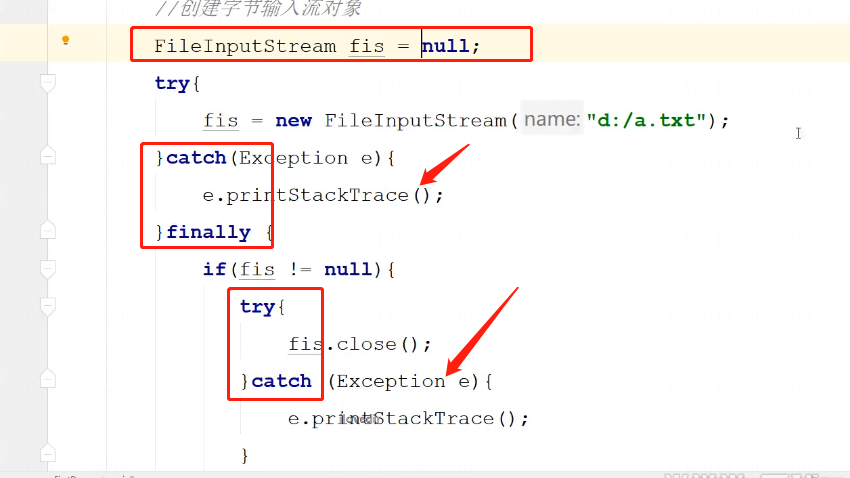 //创建字节输入流对象
FileInputStream fis = null;
try{
fis = new FileInputStream( name: "d:/a.txt");
}catch(Exception e){
e.printStackTrace();
}finally {
if(fis != null){
try{
fis.close();
}catch (Exception e){
e.printStackTrace();
}